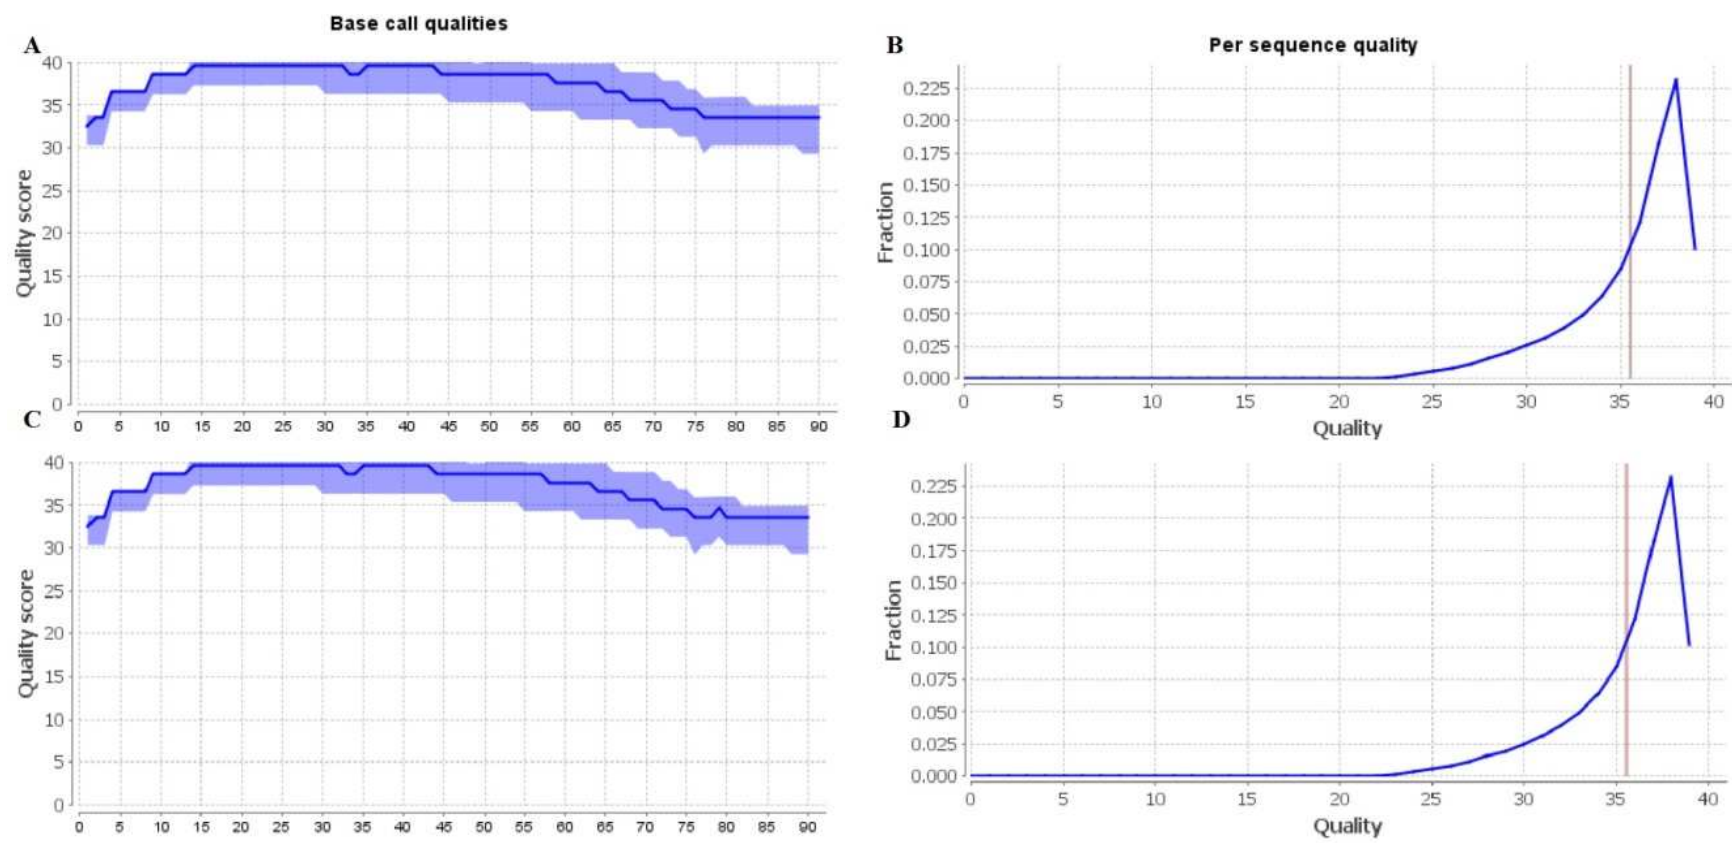 Base call qualities
A
40
35
30
25
20
15
10
5
0
Quality score
0 5 10 15 20 25 30 35 40 45 50 55 60 65 70 75 80 85 90
Per sequence quality
B
0.225
0.200
0.175
0.150
0.125
0.100
0.075
0.050
0.025
0.000
Fraction
0 5 10 15 20 25 30 35 40
Quality
C
40
35
30
25
20
15
10
5
0
Quality score
0 5 10 15 20 25 30 35 40 45 50 55 60 65 70 75 80 85 90
D
0.225
0.200
0.175
0.150
0.125
0.100
0.075
0.050
0.025
0.000
Fraction
0 5 10 15 20 25 30 35 40
Quality